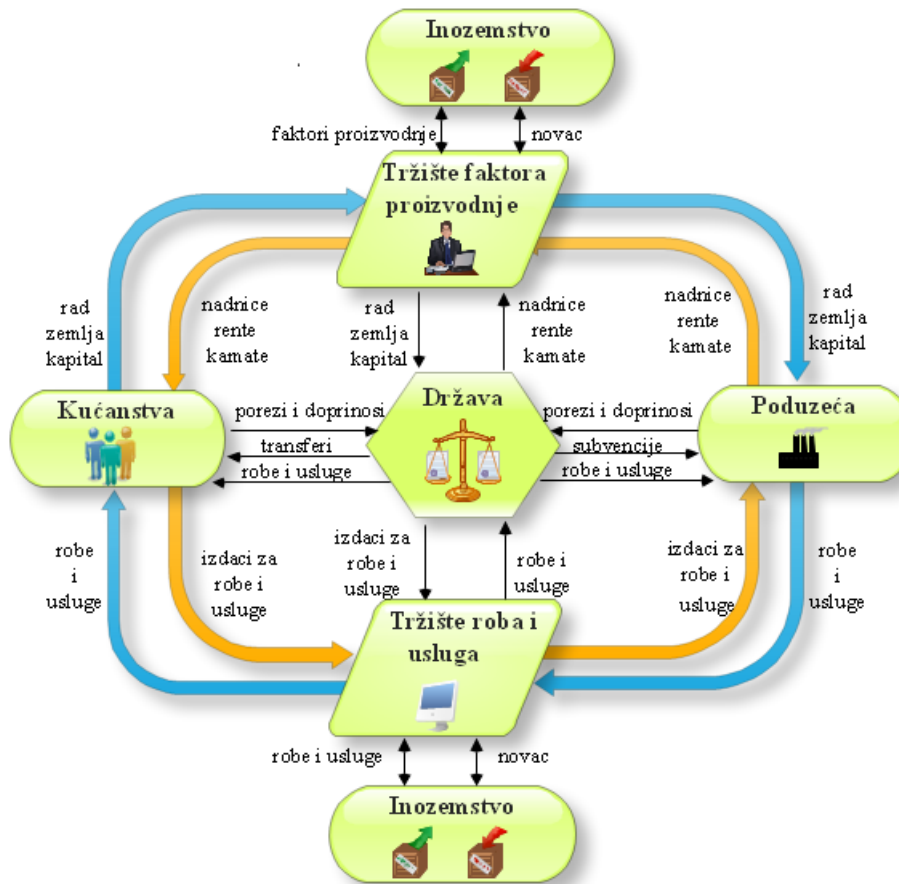 Inozemstvo
faktori proizvodnje
novac
Tržište faktora
proizvodnje
rad
zemlja
kapital
nadnice
rente
kamate
rad
zemlja
kapital
nadnice
rente
kamate
nadnice
rente
kamate
rad
zemlja
kapital
Kućanstva
porezi i doprinosi
transferi
robe i usluge
Država
porezi i doprinosi
subvencije
robe i usluge
Poduzeća
robe
i
usluge
izdaci za
robe i
usluge
izdaci za
robe i
usluge
robe i
usluge
izdaci za
robe i
usluge
robe
i
usluge
Tržište roba i
usluga
robe i usluge
novac
Inozemstvo